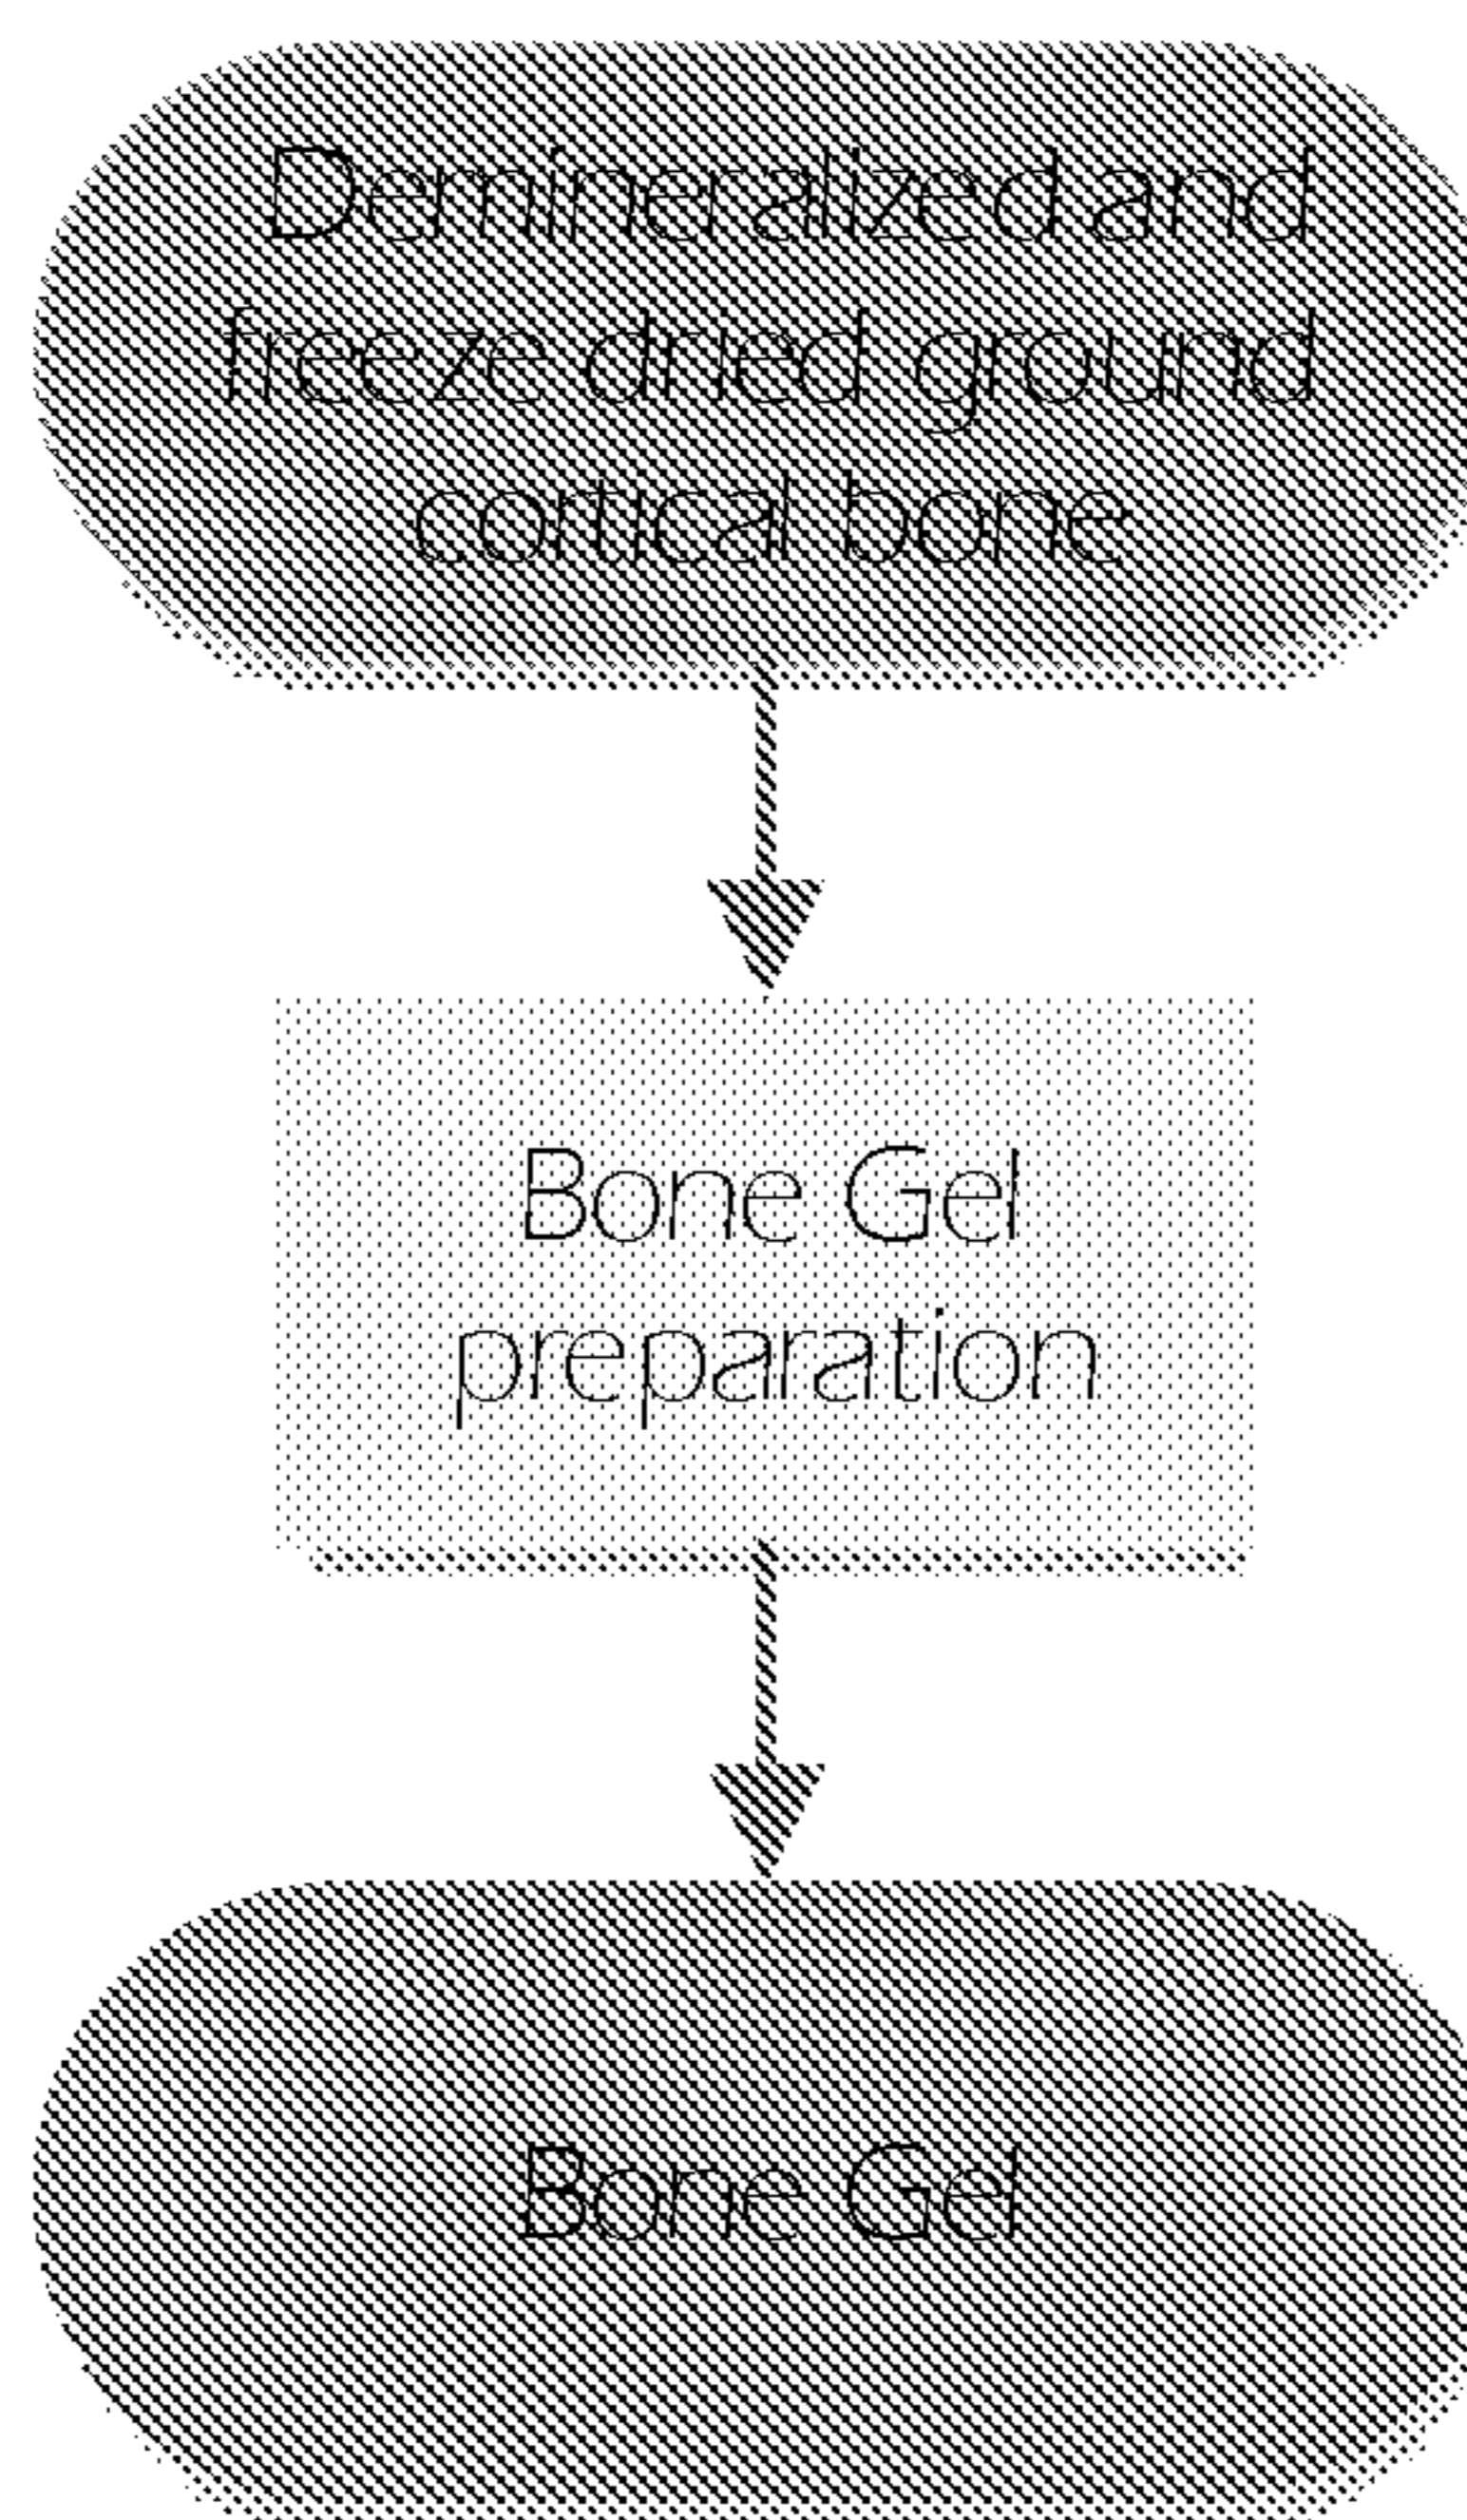 Demineralized and
freeze dried ground
cortical bone
Bone Gel
preparation
Bone Gel